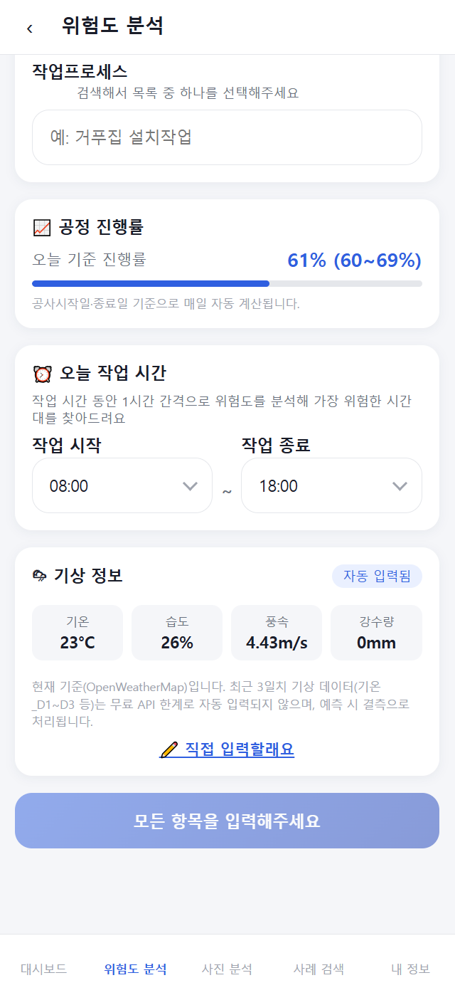 ‹ 위험도 분석
작업프로세스
검색해서 목록 중 하나를 선택해주세요
예: 거푸집 설치작업
📈 공정 진행률
오늘 기준 진행률 61% (60~69%)
공사시작일·종료일 기준으로 매일 자동 계산됩니다.
⏰ 오늘 작업 시간
작업 시간 동안 1시간 간격으로 위험도를 분석해 가장 위험한 시간
대를 찾아드려요
작업 시작 작업 종료
08:00 ~ 18:00
🌦 기상 정보 자동 입력됨
기온 습도 풍속 강수량
23°C 26% 4.43m/s 0mm
현재 기준(OpenWeatherMap)입니다. 최근 3일치 기상 데이터(기온
_D1~D3 등)는 무료 API 한계로 자동 입력되지 않으며, 예측 시 결측으로
처리됩니다.
✏️ 직접 입력할래요
모든 항목을 입력해주세요
대시보드 위험도 분석 사진 분석 사례 검색 내 정보